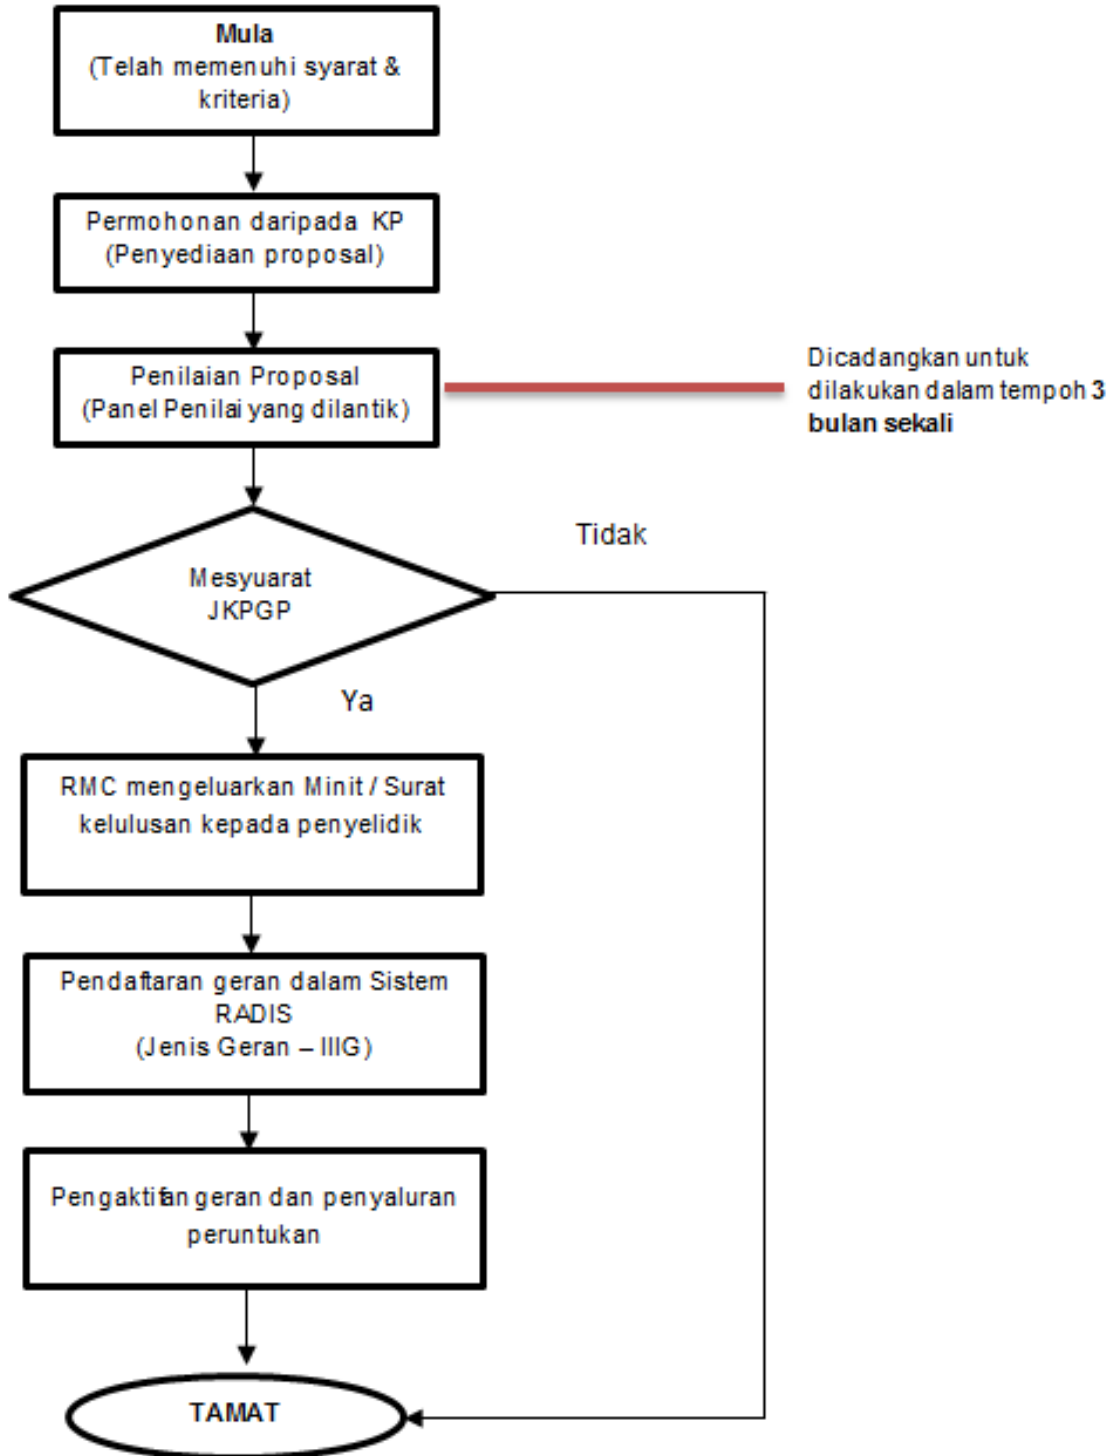 Mula
(Telah memenuhi syarat &
kriteria)
Permohonan daripada KP
(Penyediaan proposal)
Penilaian Proposal
(Panel Penilai yang dilantik)
Dicadangkan untuk
dilakukan dalam tempoh 3
bulan sekali
Mesyuarat
JKPGP
Tidak
Ya
RMC mengeluarkan Minit / Surat
kelulusan kepada penyelidik
Pendaftaran geran dalam Sistem
RADIS
(Jenis Geran – IIIG)
Pengaktifan geran dan penyaluran
peruntukan
TAMAT